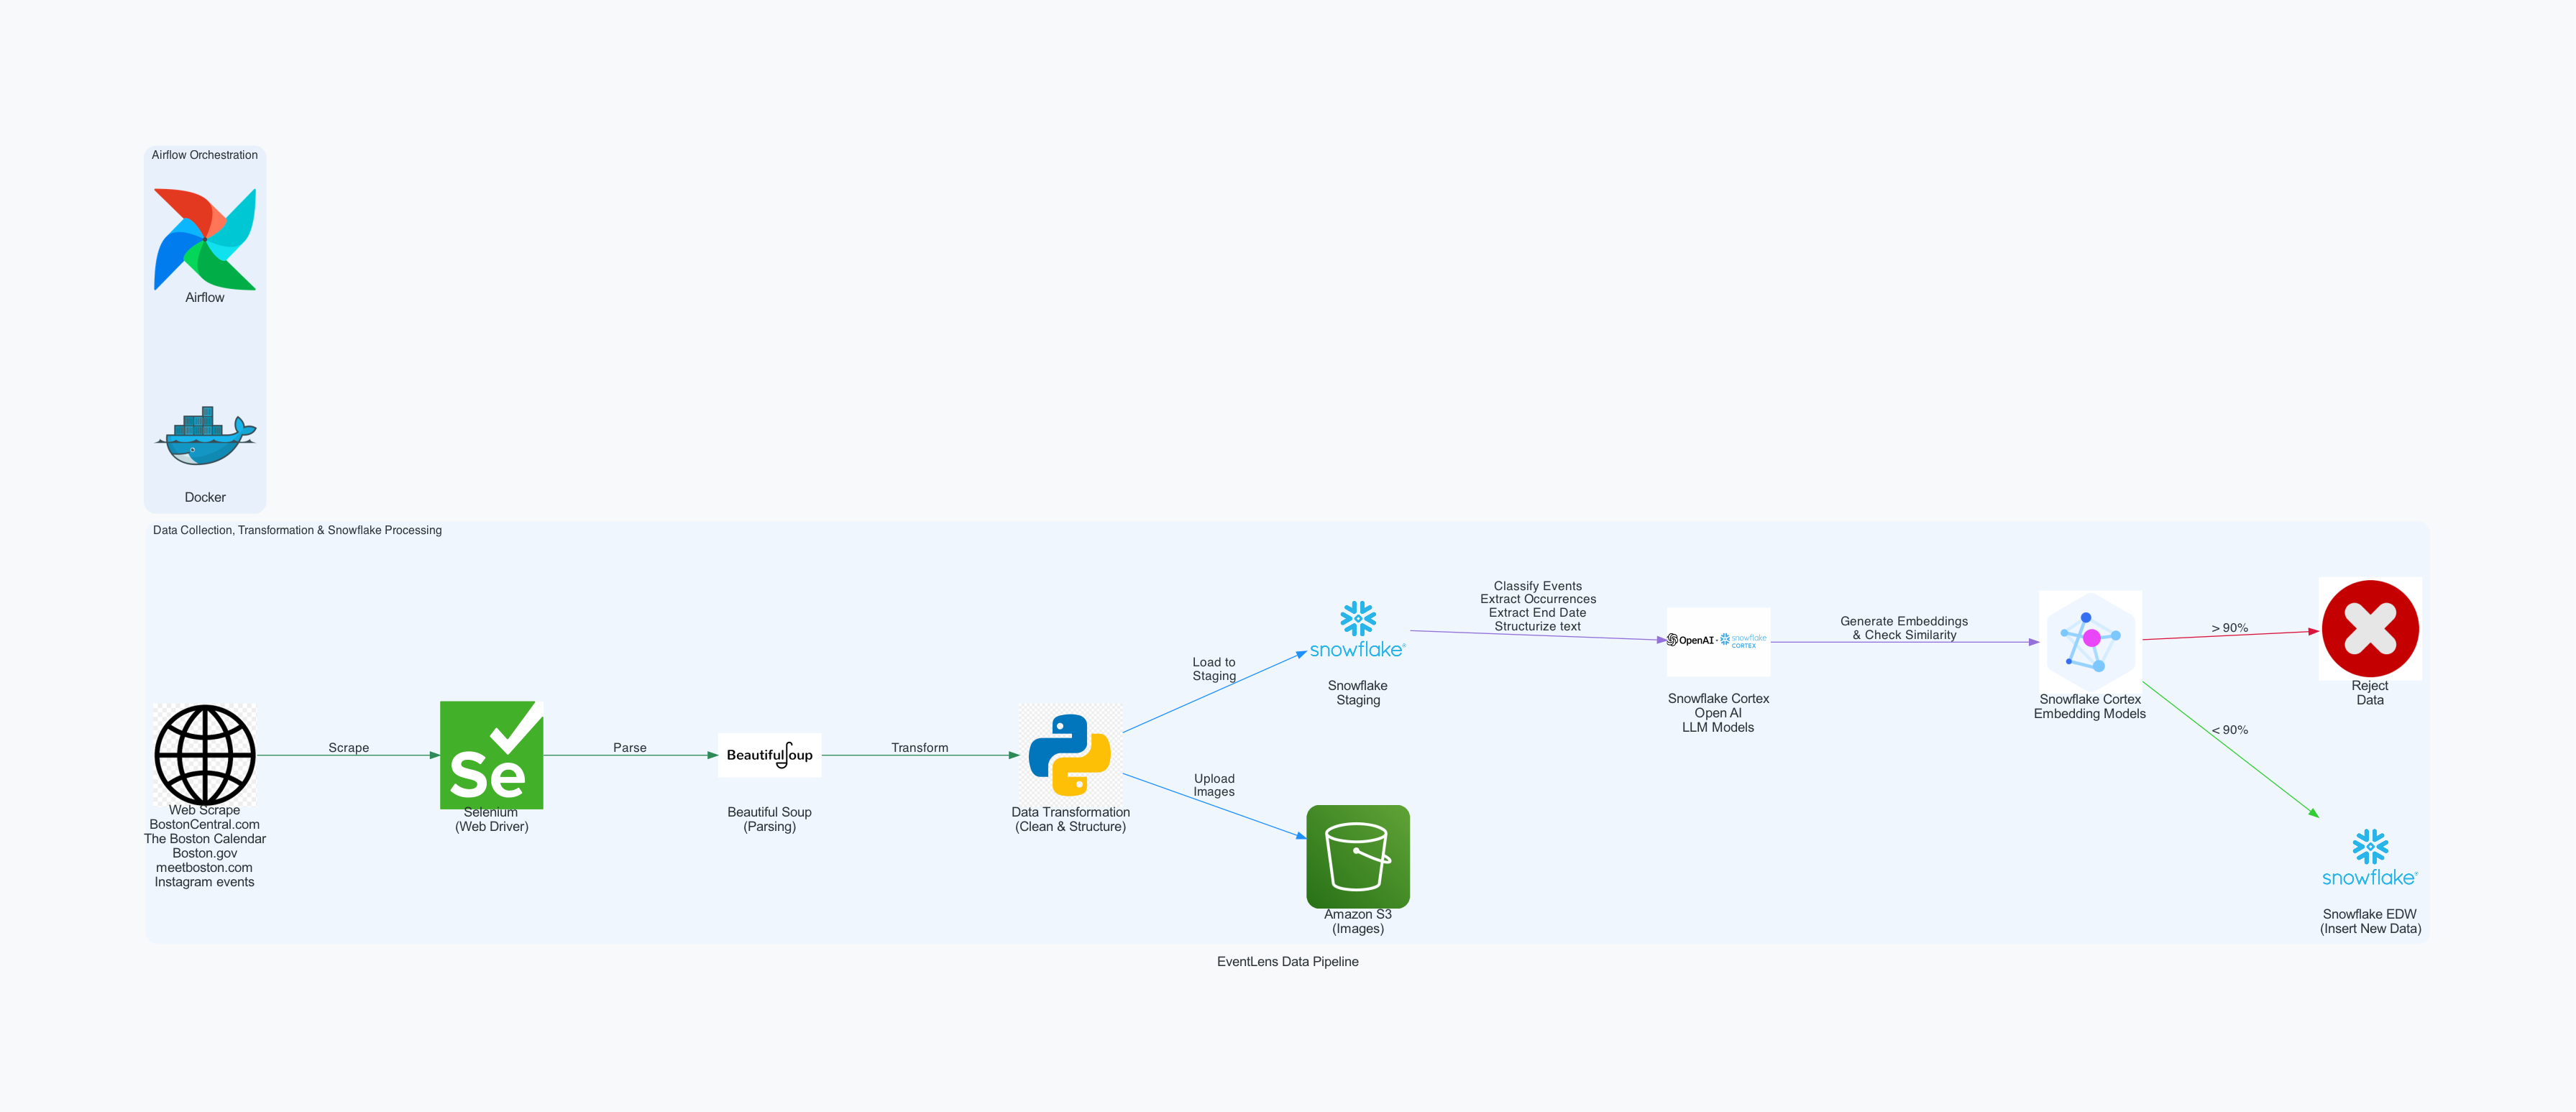 Airflow Orchestration
Airflow
Docker
Data Collection, Transformation & Snowflake Processing
Web Scrape
BostonCentral.com
The Boston Calendar
Boston.gov
meetboston.com
Instagram events
Scrape
Se
Selenium
(Web Driver)
Parse
BeautifulSoup
Beautiful Soup
(Parsing)
Transform
Data Transformation
(Clean & Structure)
Load to
Staging
Upload
Images
snowflake®
Snowflake
Staging
Amazon S3
(Images)
Classify Events
Extract Occurrences
Extract End Date
Structurize text
OpenAI · snowflake
CORTEX
Snowflake Cortex
Open AI
LLM Models
Generate Embeddings
& Check Similarity
Snowflake Cortex
Embedding Models
> 90%
< 90%
Reject
Data
snowflake®
Snowflake EDW
(Insert New Data)
EventLens Data Pipeline